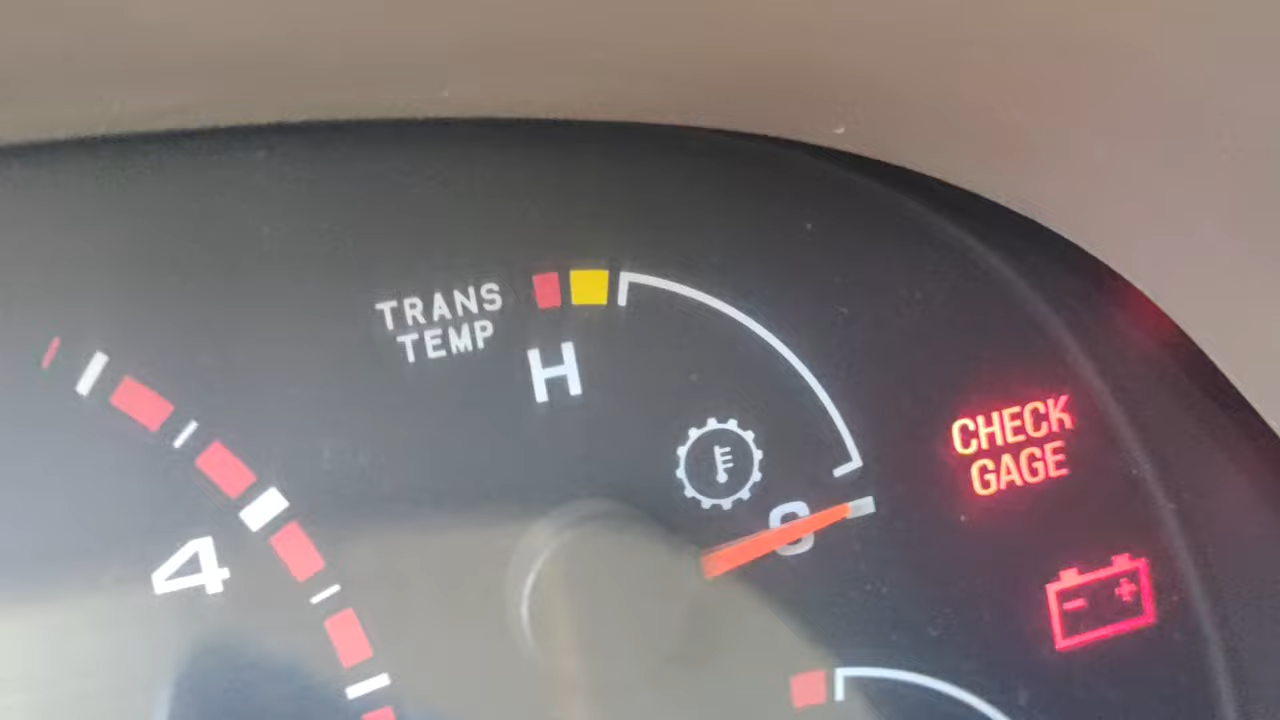 TRANS
TEMP
H
CHECK
GAGE
C
4
- +